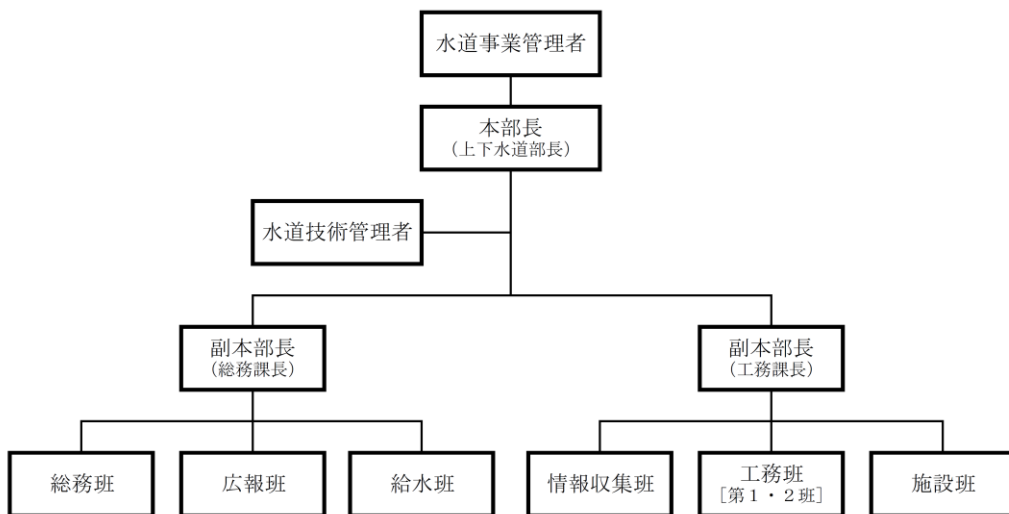 水道事業管理者
本部長
（上下水道部長）
水道技術管理者
副本部長
（総務課長）
副本部長
（工務課長）
総務班
広報班
給水班
情報収集班
工務班
［第１・２班］
施設班